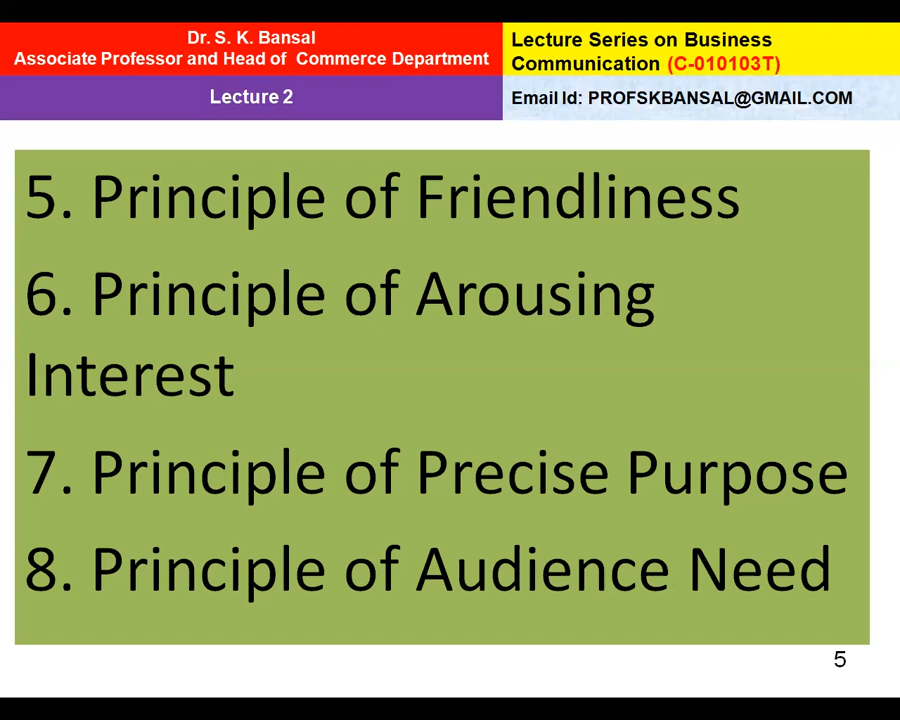 Dr. S. K. Bansal
Associate Professor and Head of Commerce Department
Lecture Series on Business
Communication (C-010103T)
Lecture 2
Email Id: PROFSKBANSAL@GMAIL.COM
5. Principle of Friendliness
6. Principle of Arousing
Interest
7. Principle of Precise Purpose
8. Principle of Audience Need
5